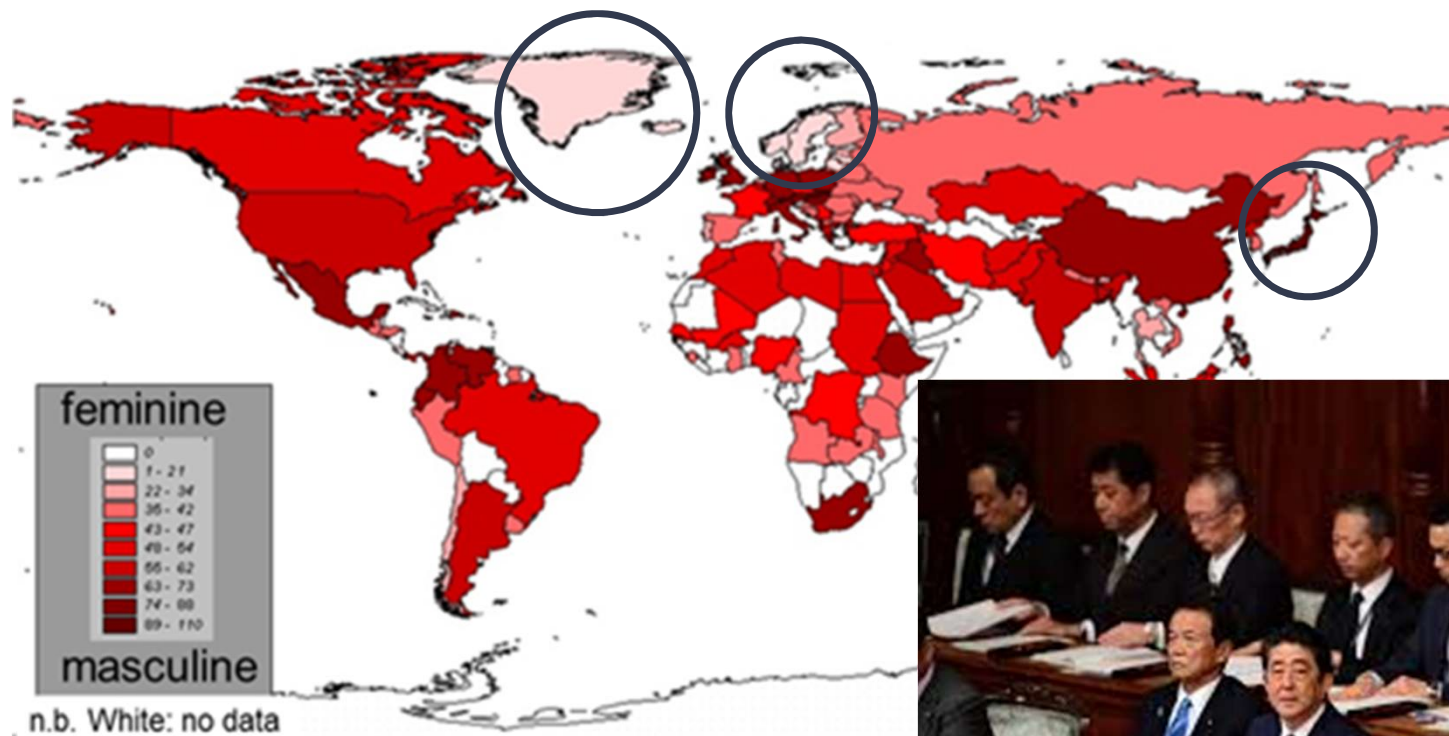 feminine
0
1 - 21
22 - 34
35 - 42
43 - 47
48 - 54
55 - 62
63 - 73
74 - 88
89 - 110
masculine
n.b. White: no data